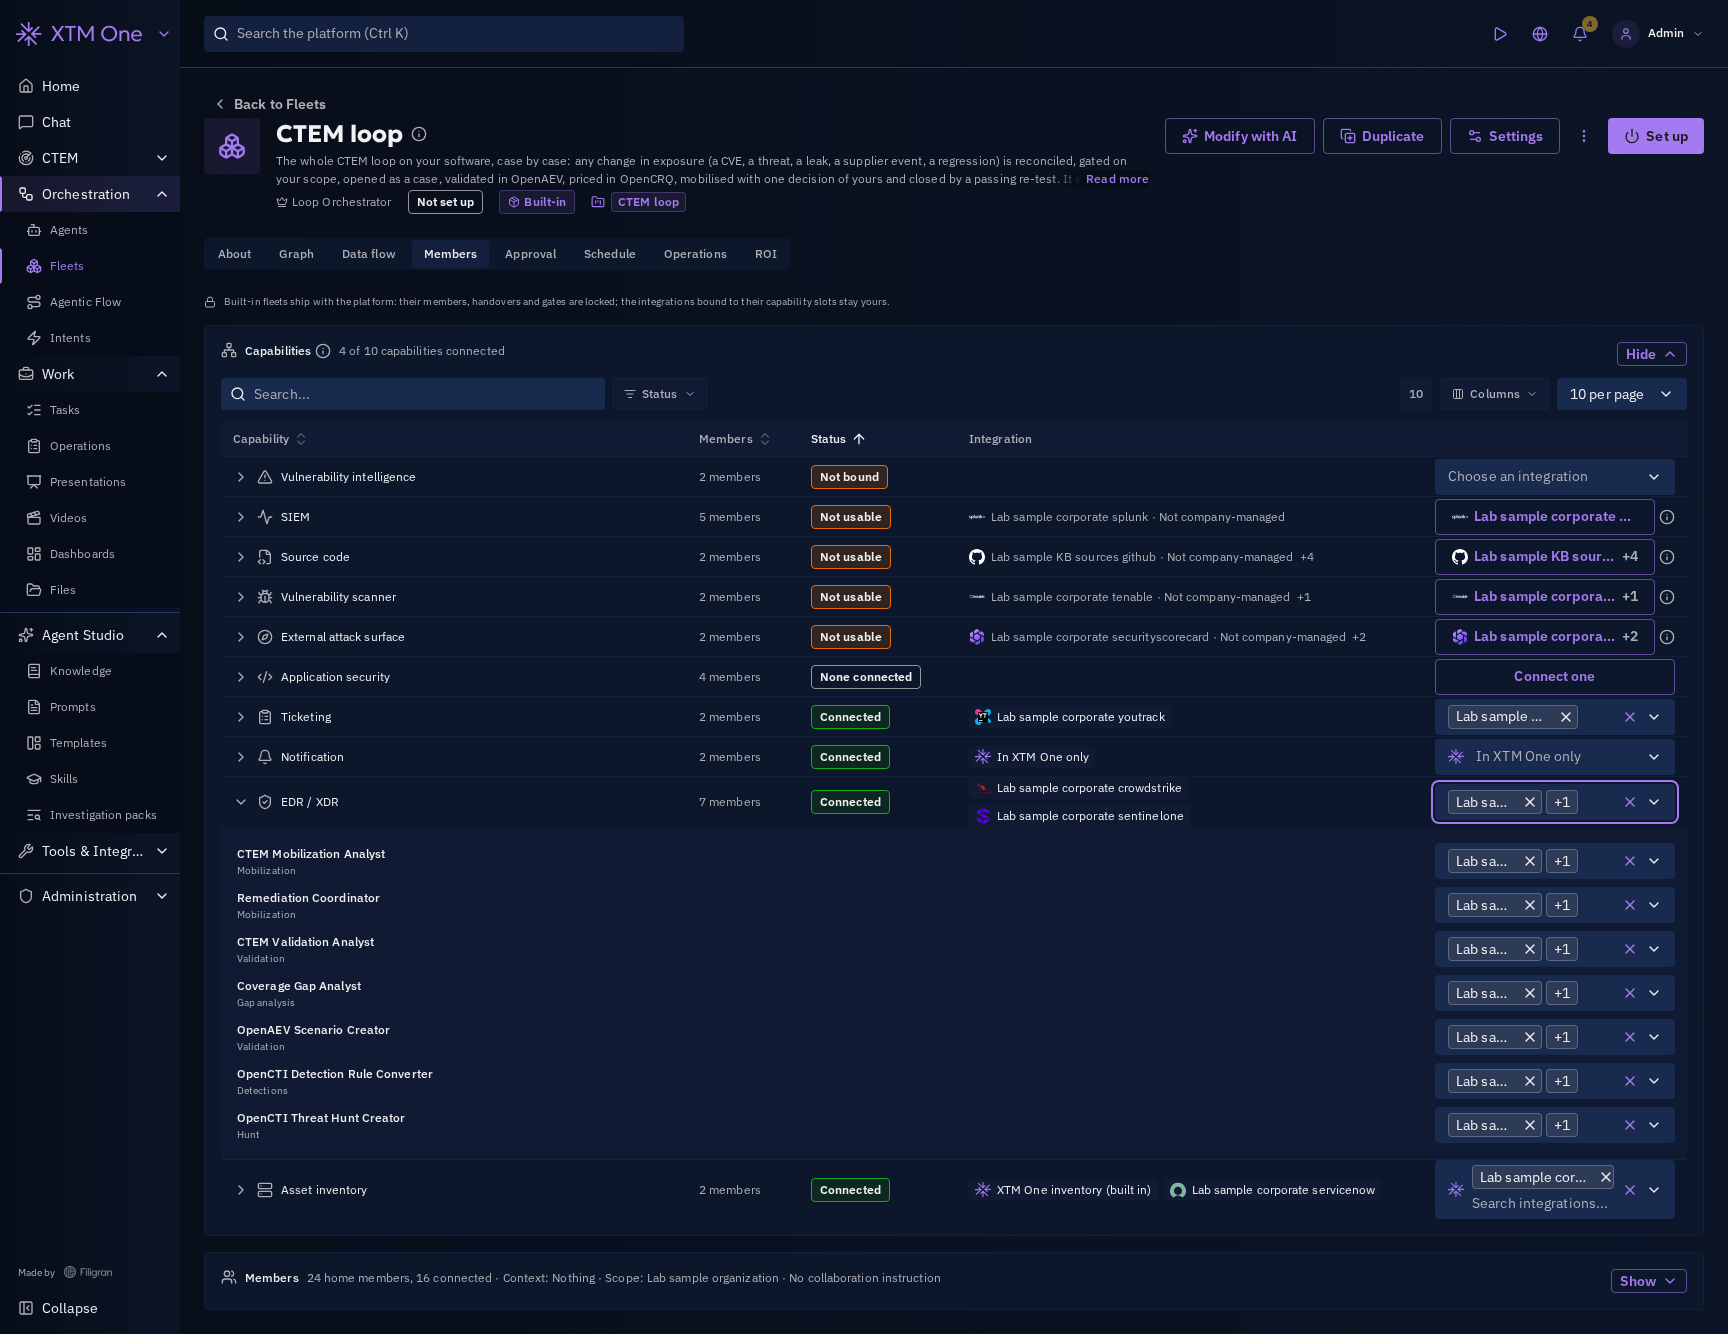 XTM One
Search the platform (Ctrl K)
4
Admin
Home
Chat
CTEM
Orchestration
Agents
Fleets
Agentic Flow
Intents
Work
Tasks
Operations
Presentations
Videos
Dashboards
Files
Agent Studio
Knowledge
Prompts
Templates
Skills
Investigation packs
Tools & Integr...
Administration
Made by Filigran
Collapse
Back to Fleets
CTEM loop
The whole CTEM loop on your software, case by case: any change in exposure (a CVE, a threat, a leak, a supplier event, a regression) is reconciled, gated on
your scope, opened as a case, validated in OpenAEV, priced in OpenCRQ, mobilised with one decision of yours and closed by a passing re-test. It Read more
Loop Orchestrator Not set up Built-in CTEM loop
Modify with AI Duplicate Settings Set up
About Graph Data flow Members Approval Schedule Operations ROI
Built-in fleets ship with the platform: their members, handovers and gates are locked; the integrations bound to their capability slots stay yours.
Capabilities 4 of 10 capabilities connected Hide
Search... Status 10 Columns 10 per page
Capability Members Status Integration
Vulnerability intelligence 2 members Not bound Choose an integration
SIEM 5 members Not usable Lab sample corporate splunk · Not company-managed Lab sample corporate ...
Source code 2 members Not usable Lab sample KB sources github · Not company-managed +4 Lab sample KB sour... +4
Vulnerability scanner 2 members Not usable Lab sample corporate tenable · Not company-managed +1 Lab sample corpora... +1
External attack surface 2 members Not usable Lab sample corporate securityscorecard · Not company-managed +2 Lab sample corpora... +2
Application security 4 members None connected Connect one
Ticketing 2 members Connected Lab sample corporate youtrack Lab sample ...
Notification 2 members Connected In XTM One only In XTM One only
EDR / XDR 7 members Connected Lab sample corporate crowdstrike Lab sa... +1
Lab sample corporate sentinelone
CTEM Mobilization Analyst Lab sa... +1
Mobilization
Remediation Coordinator Lab sa... +1
Mobilization
CTEM Validation Analyst Lab sa... +1
Validation
Coverage Gap Analyst Lab sa... +1
Gap analysis
OpenAEV Scenario Creator Lab sa... +1
Validation
OpenCTI Detection Rule Converter Lab sa... +1
Detections
OpenCTI Threat Hunt Creator Lab sa... +1
Hunt
Asset inventory 2 members Connected XTM One inventory (built in) Lab sample corporate servicenow Lab sample cor...
Search integrations...
Members 24 home members, 16 connected · Context: Nothing · Scope: Lab sample organization · No collaboration instruction Show